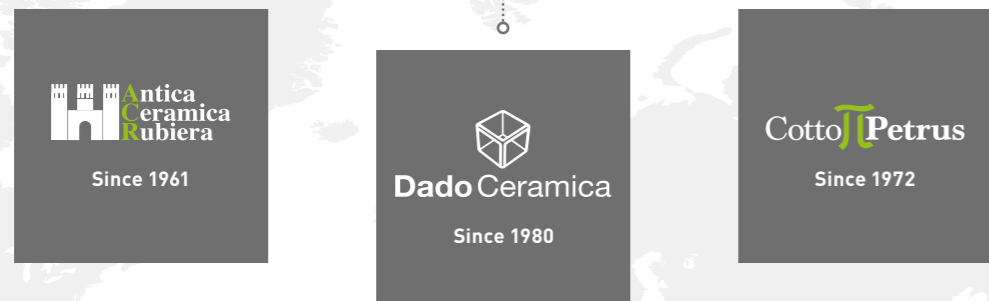 Antica
Ceramica
Rubiera
Since 1961
Dado Ceramica
Since 1980
Cotto Petrus
Since 1972